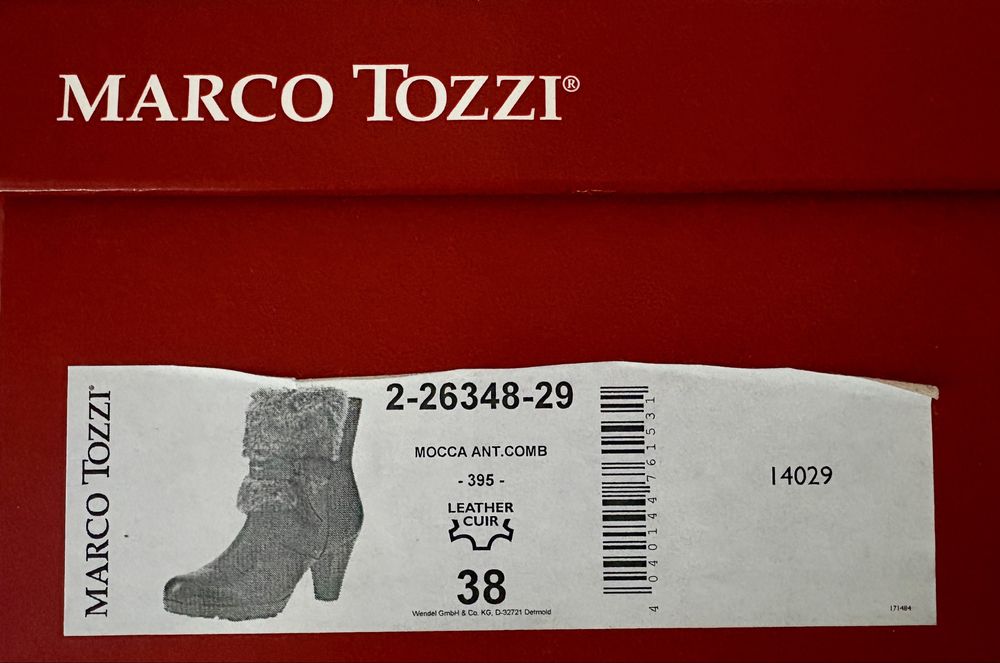 MARCO TOZZI®
MARCO TOZZI®
2-26348-29
MOCCA ANT.COMB
- 395 -
LEATHER
CUIR
38
Wendel GmbH & Co. KG, D-32721 Detmold
4 040144 761531
14029
171484